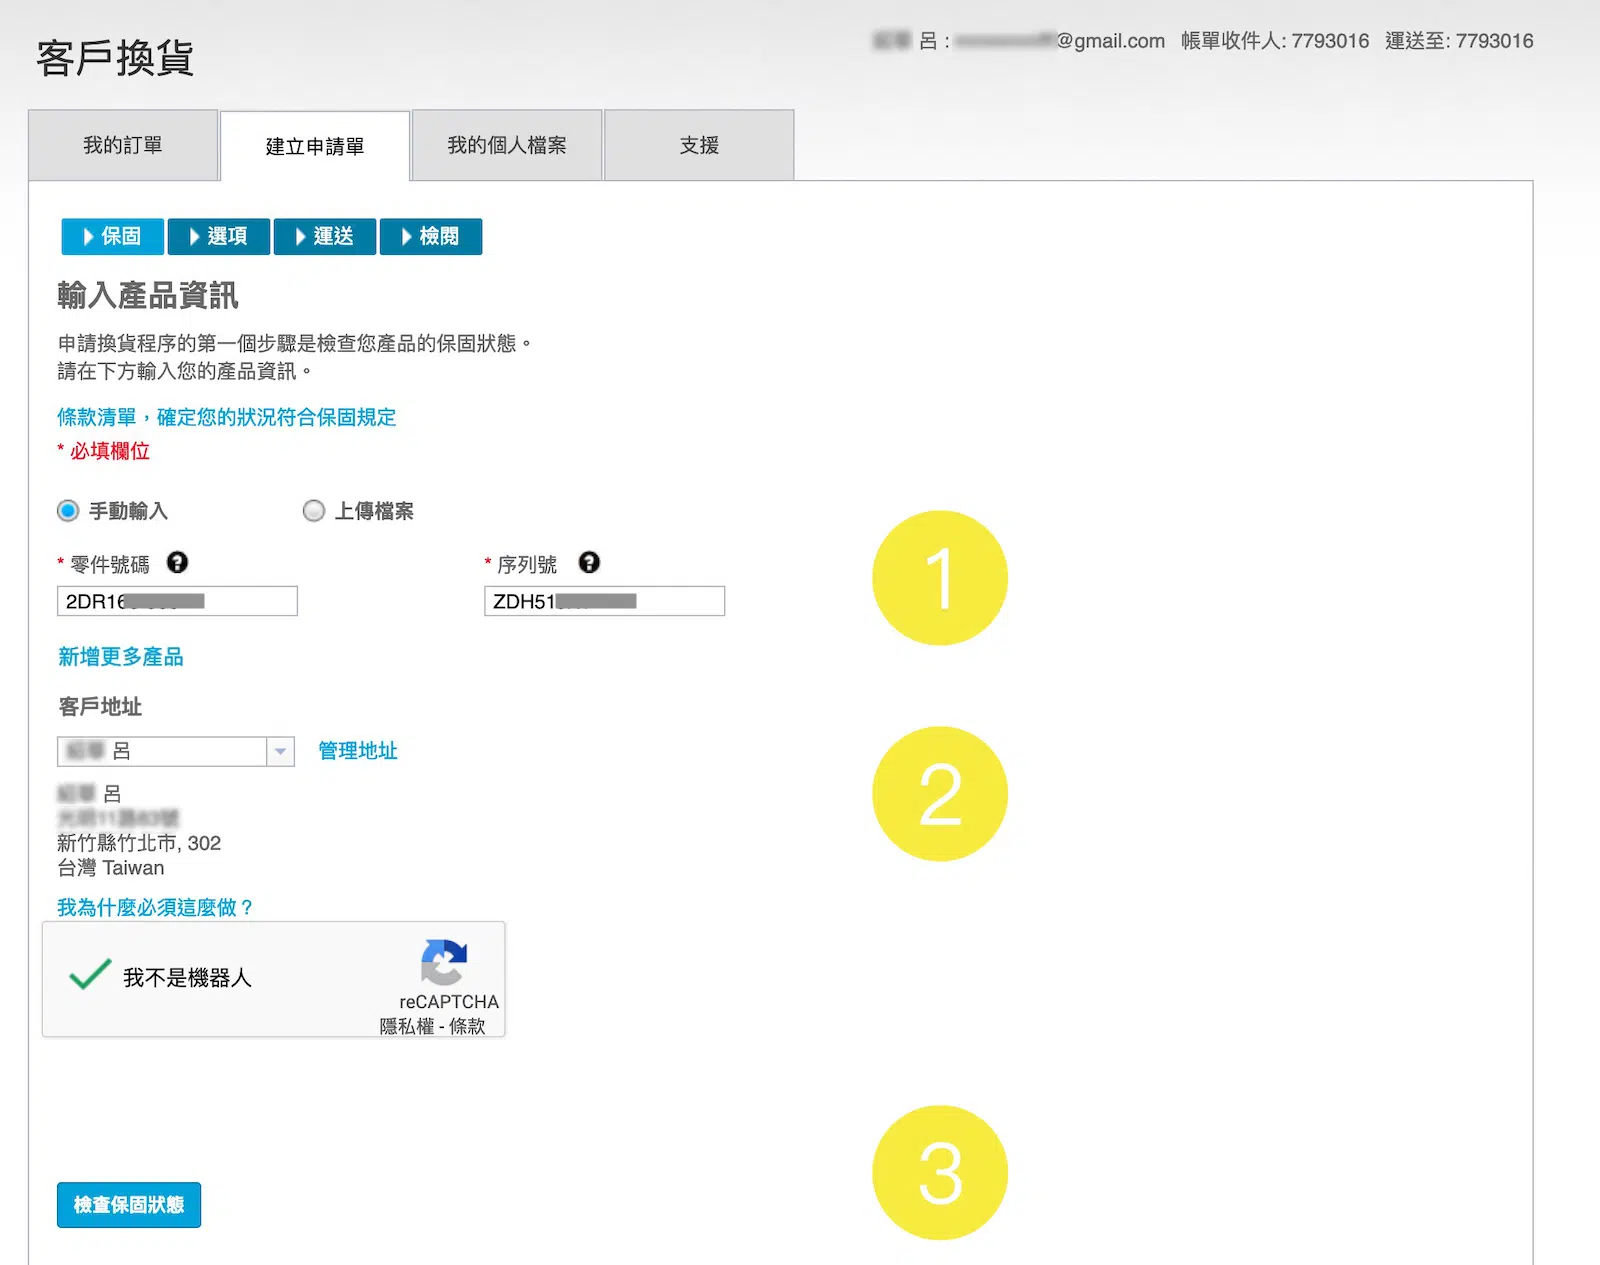 客戶換貨
呂 : @gmail.com 帳單收件人: 7793016 運送至: 7793016
我的訂單
建立申請單
我的個人檔案
支援
保固
選項
運送
檢閱
輸入產品資訊
申請換貨程序的第一個步驟是檢查您產品的保固狀態。
請在下方輸入您的產品資訊。
條款清單，確定您的狀況符合保固規定
* 必填欄位
手動輸入 上傳檔案
1
* 零件號碼 ? * 序列號 ?
2DR16 ZDH51
新增更多產品
客戶地址
2
呂 管理地址
呂
新竹縣竹北市, 302
台灣 Taiwan
我為什麼必須這麼做？
我不是機器人
reCAPTCHA
隱私權 - 條款
3
檢查保固狀態